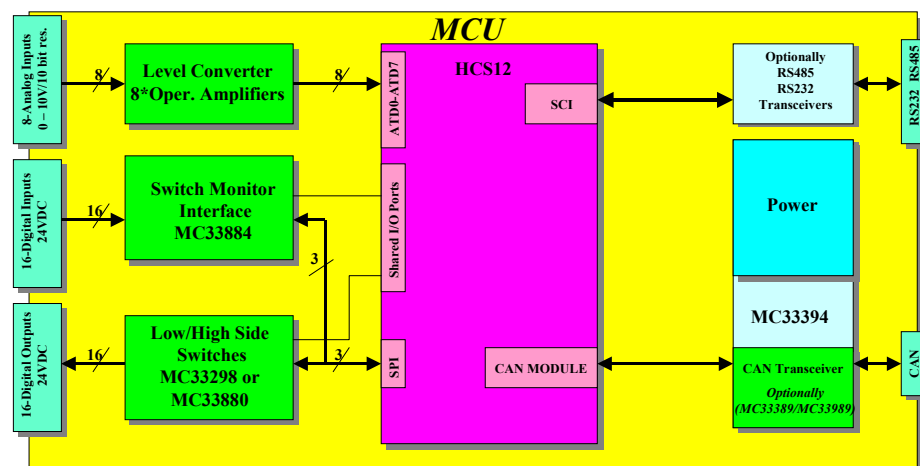 MCU
8-Analog Inputs
0 – 10V/10 bit res.
8
Level Converter
8*Oper. Amplifiers
8
ATD0-ATD7
HCS12
SCI
Optionally
RS485
RS232
Transceivers
RS232 RS485
16-Digital Inputs
24VDC
16
Switch Monitor
Interface
MC33884
3
Shared I/O Ports
Power
16-Digital Outputs
24VDC
16
Low/High Side
Switches
MC33298 or
MC33880
3
SPI
CAN MODULE
MC33394
CAN Transceiver
Optionally
(MC33389/MC33989)
CAN